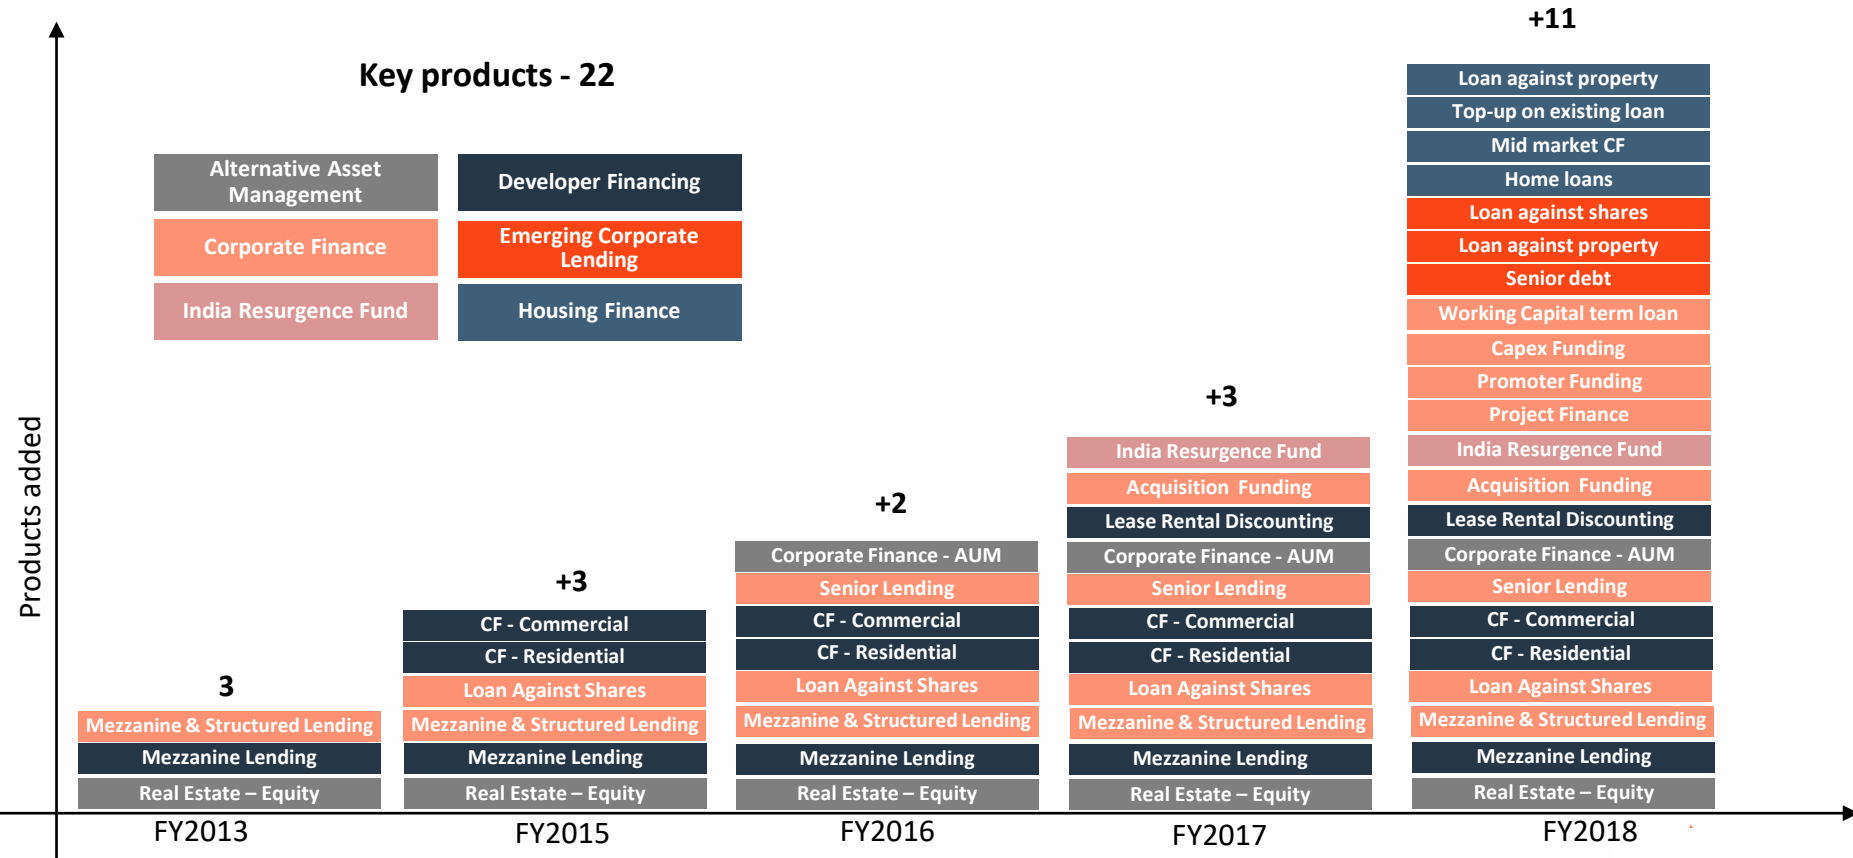 Key products - 22
Alternative Asset
Management
Developer Financing
Corporate Finance
Emerging Corporate
Lending
India Resurgence Fund
Housing Finance
Products added
3
Mezzanine & Structured Lending
Mezzanine Lending
Real Estate – Equity
FY2013
+3
CF - Commercial
CF - Residential
Loan Against Shares
Mezzanine & Structured Lending
Mezzanine Lending
Real Estate – Equity
FY2015
+2
Corporate Finance - AUM
Senior Lending
CF - Commercial
CF - Residential
Loan Against Shares
Mezzanine & Structured Lending
Mezzanine Lending
Real Estate – Equity
FY2016
+3
India Resurgence Fund
Acquisition  Funding
Lease Rental Discounting
Corporate Finance - AUM
Senior Lending
CF - Commercial
CF - Residential
Loan Against Shares
Mezzanine & Structured Lending
Mezzanine Lending
Real Estate – Equity
FY2017
+11
Loan against property
Top-up on existing loan
Mid market CF
Home loans
Loan against shares
Loan against property
Senior debt
Working Capital term loan
Capex Funding
Promoter Funding
Project Finance
India Resurgence Fund
Acquisition  Funding
Lease Rental Discounting
Corporate Finance - AUM
Senior Lending
CF - Commercial
CF - Residential
Loan Against Shares
Mezzanine & Structured Lending
Mezzanine Lending
Real Estate – Equity
FY2018